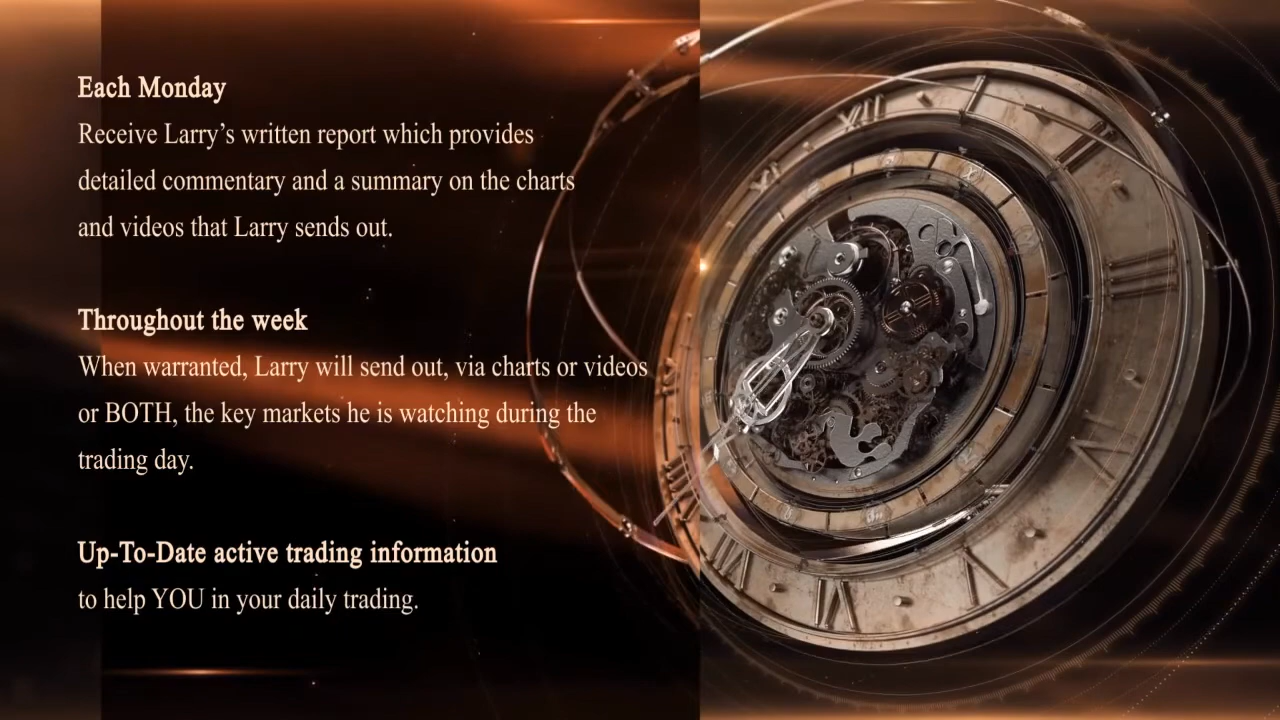 Each Monday
Receive Larry’s written report which provides
detailed commentary and a summary on the charts
and videos that Larry sends out.
Throughout the week
When warranted, Larry will send out, via charts or videos
or BOTH, the key markets he is watching during the
trading day.
Up-To-Date active trading information
to help YOU in your daily trading.